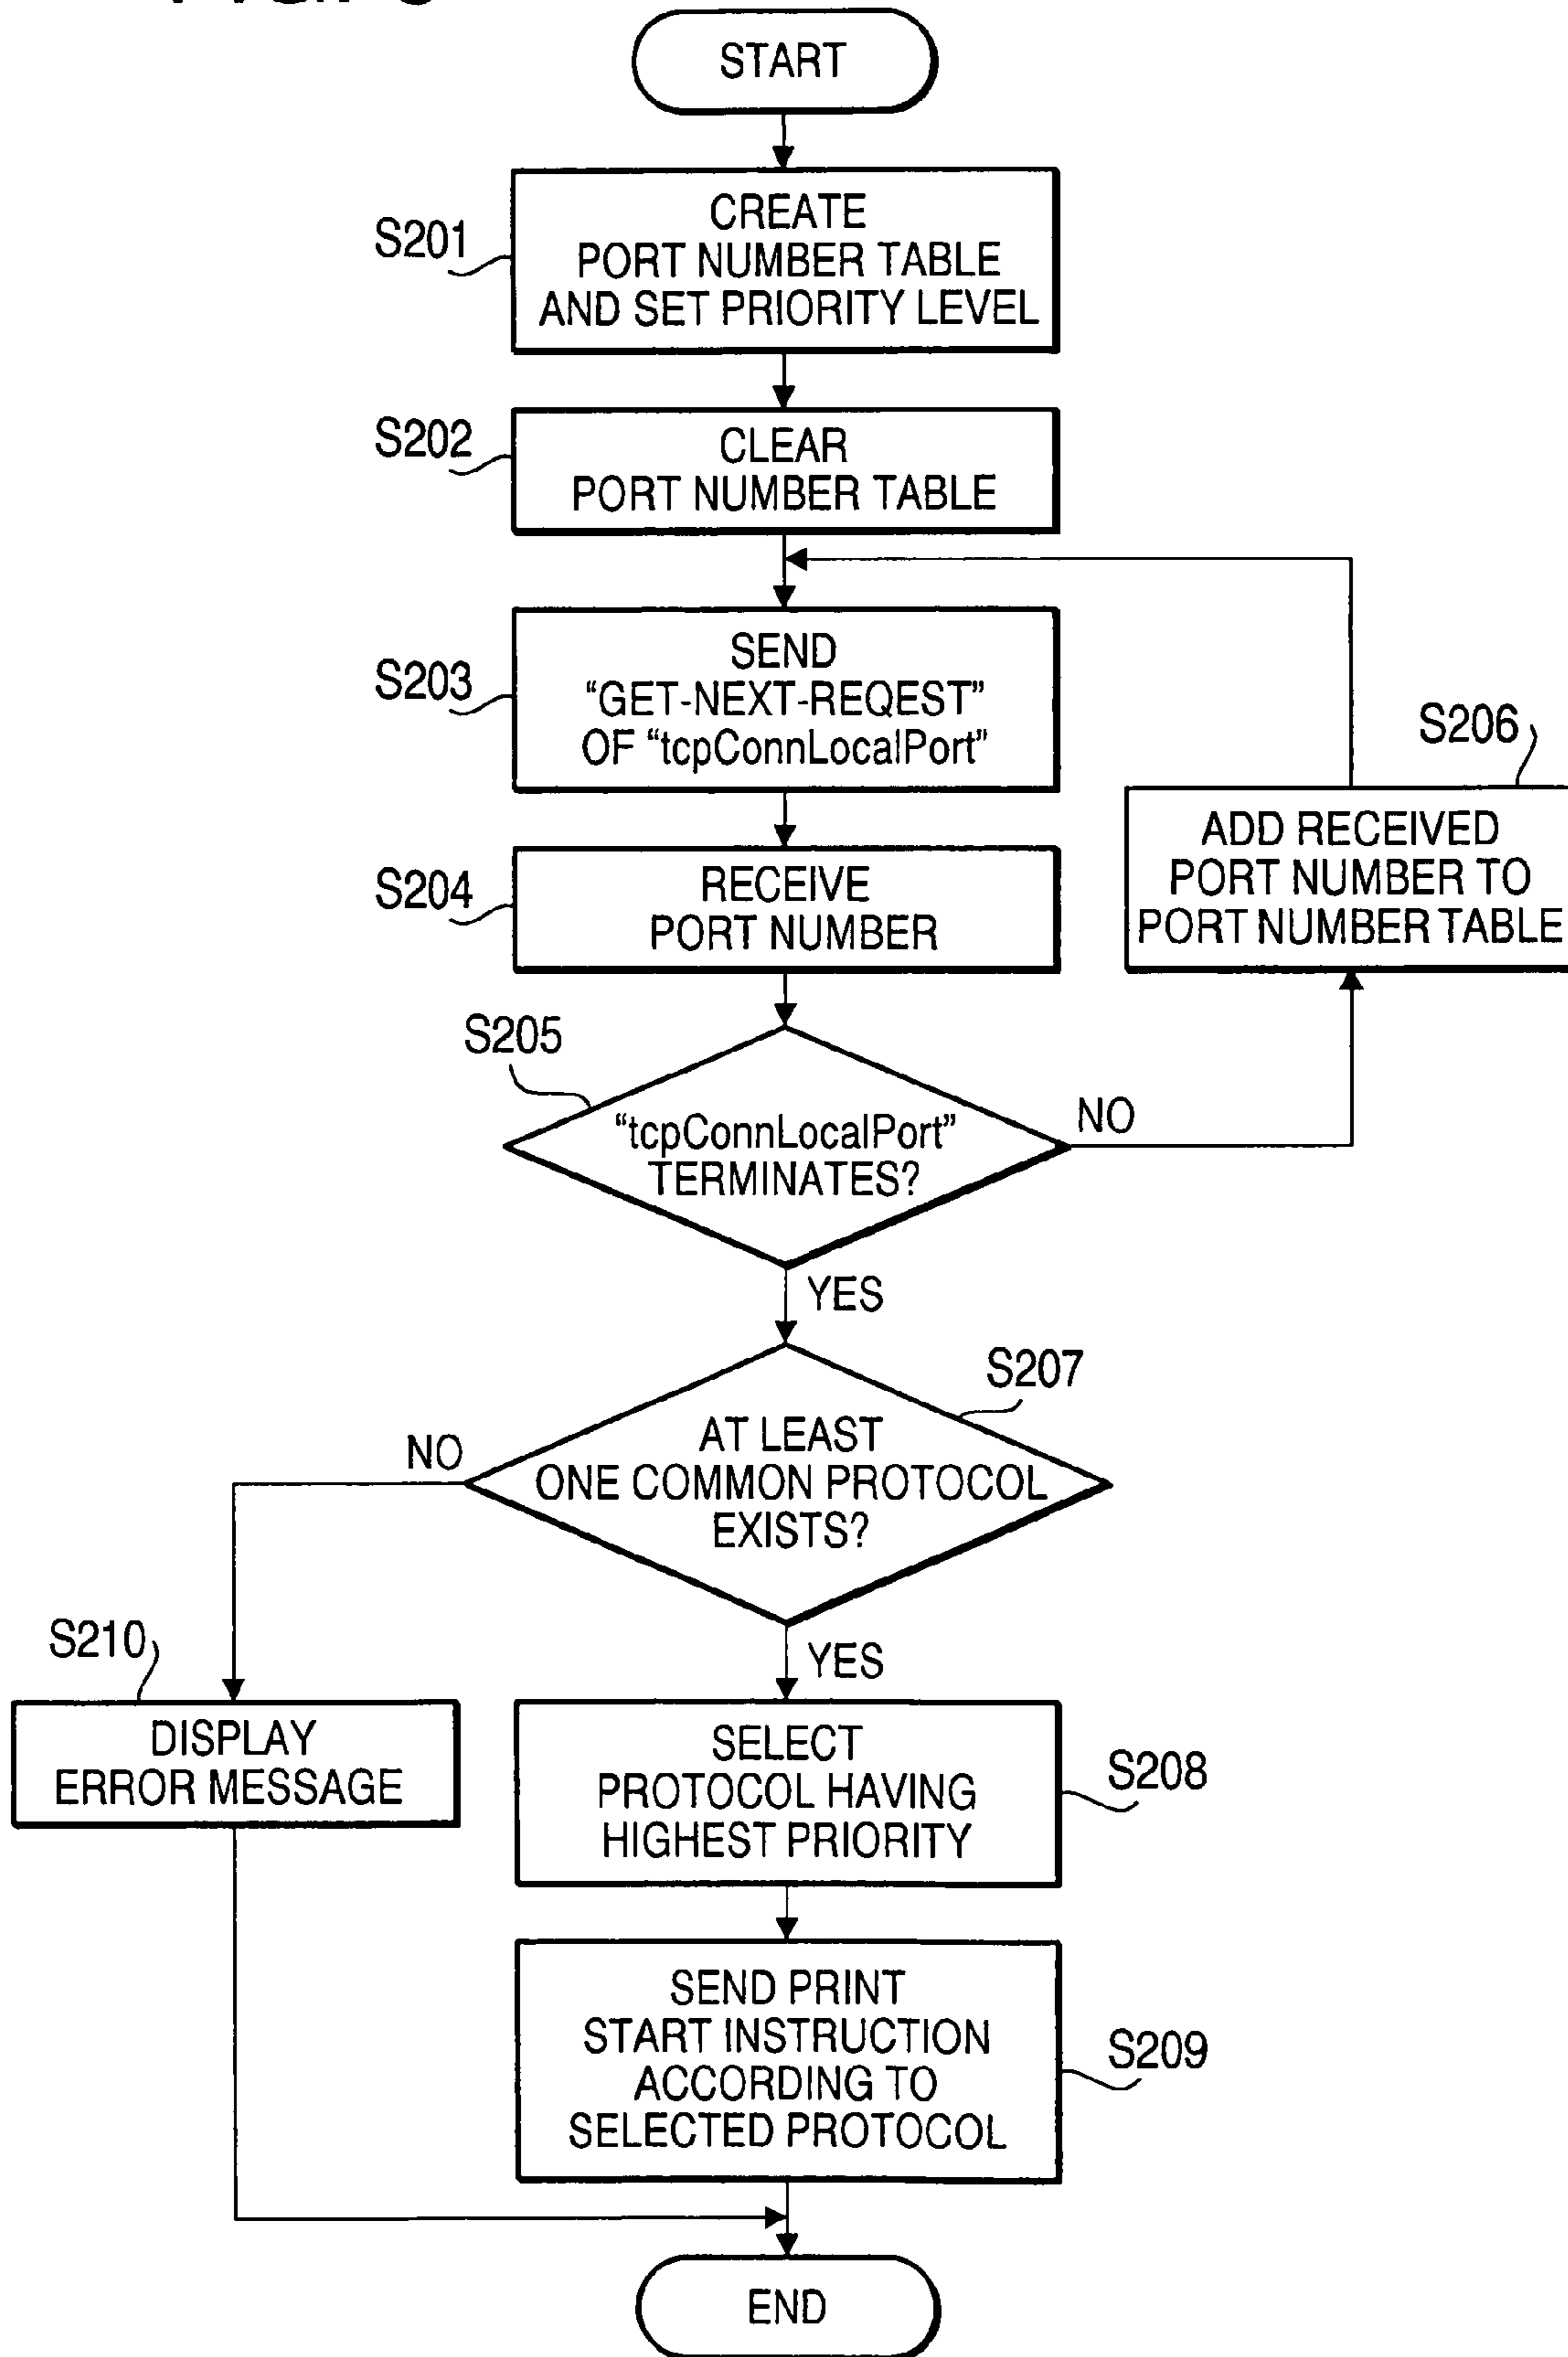 START
S201
CREATE
PORT NUMBER TABLE
AND SET PRIORITY LEVEL
S202
CLEAR
PORT NUMBER TABLE
S203
SEND
“GET-NEXT-REQEST”
OF “tcpConnLocalPort”
S206
ADD RECEIVED
PORT NUMBER TO
PORT NUMBER TABLE
S204
RECEIVE
PORT NUMBER
S205
“tcpConnLocalPort”
TERMINATES?
NO
YES
S207
AT LEAST
ONE COMMON PROTOCOL
EXISTS?
NO
YES
S210
DISPLAY
ERROR MESSAGE
SELECT
PROTOCOL HAVING
HIGHEST PRIORITY
S208
SEND PRINT
START INSTRUCTION
ACCORDING TO
SELECTED PROTOCOL
S209
END